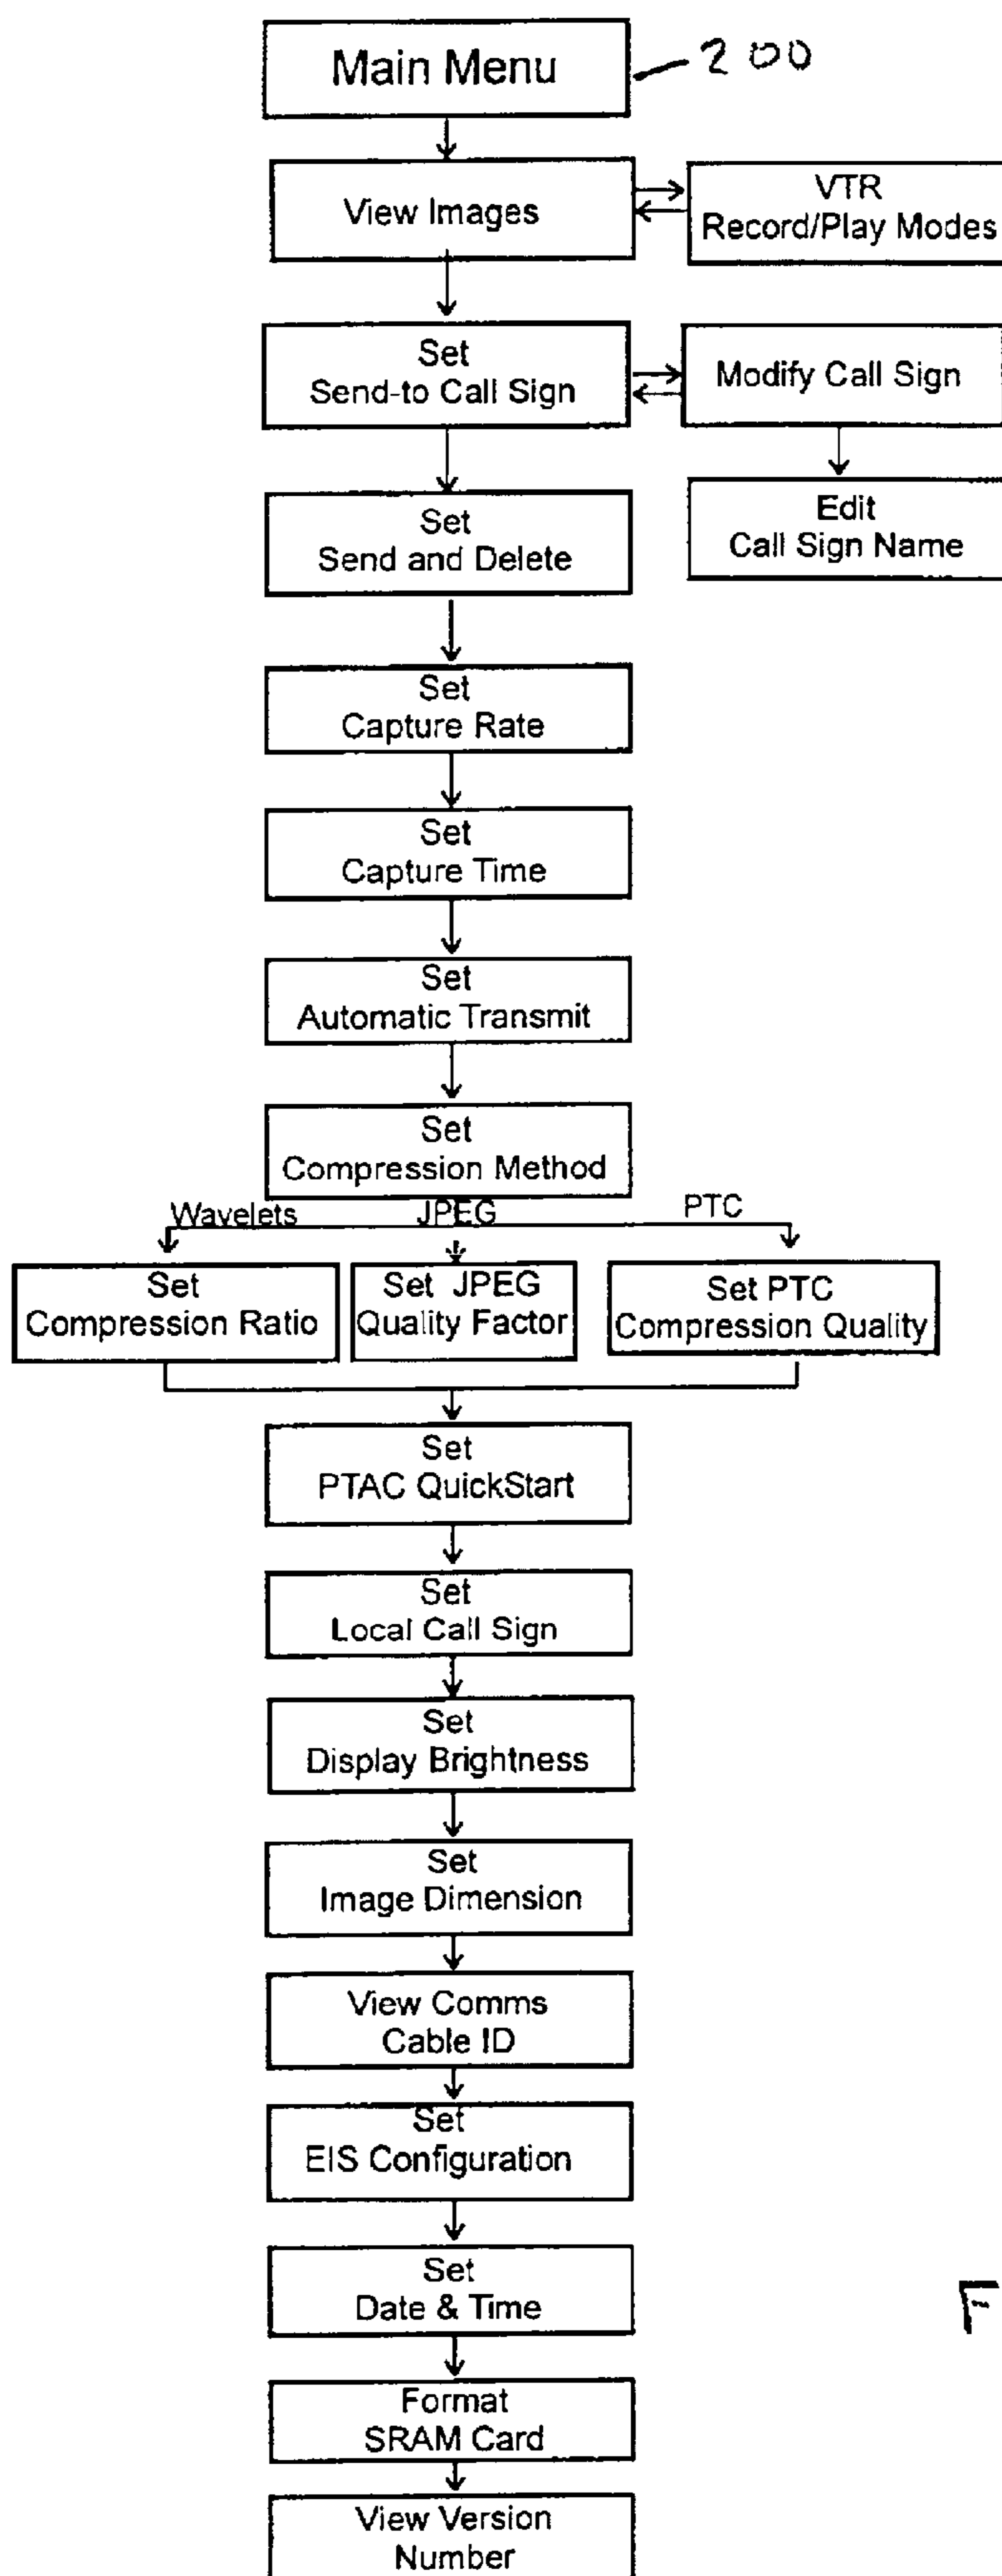 Main Menu
200
View Images
VTR
Record/Play Modes
Set
Send-to Call Sign
Modify Call Sign
Set
Send and Delete
Edit
Call Sign Name
Set
Capture Rate
Set
Capture Time
Set
Automatic Transmit
Set
Compression Method
Wavelets
JPEG
PTC
Set
Compression Ratio
Set JPEG
Quality Factor
Set PTC
Compression Quality
Set
PTAC QuickStart
Set
Local Call Sign
Set
Display Brightness
Set
Image Dimension
View Comms
Cable ID
Set
EIS Configuration
Set
Date & Time
Format
SRAM Card
View Version
Number